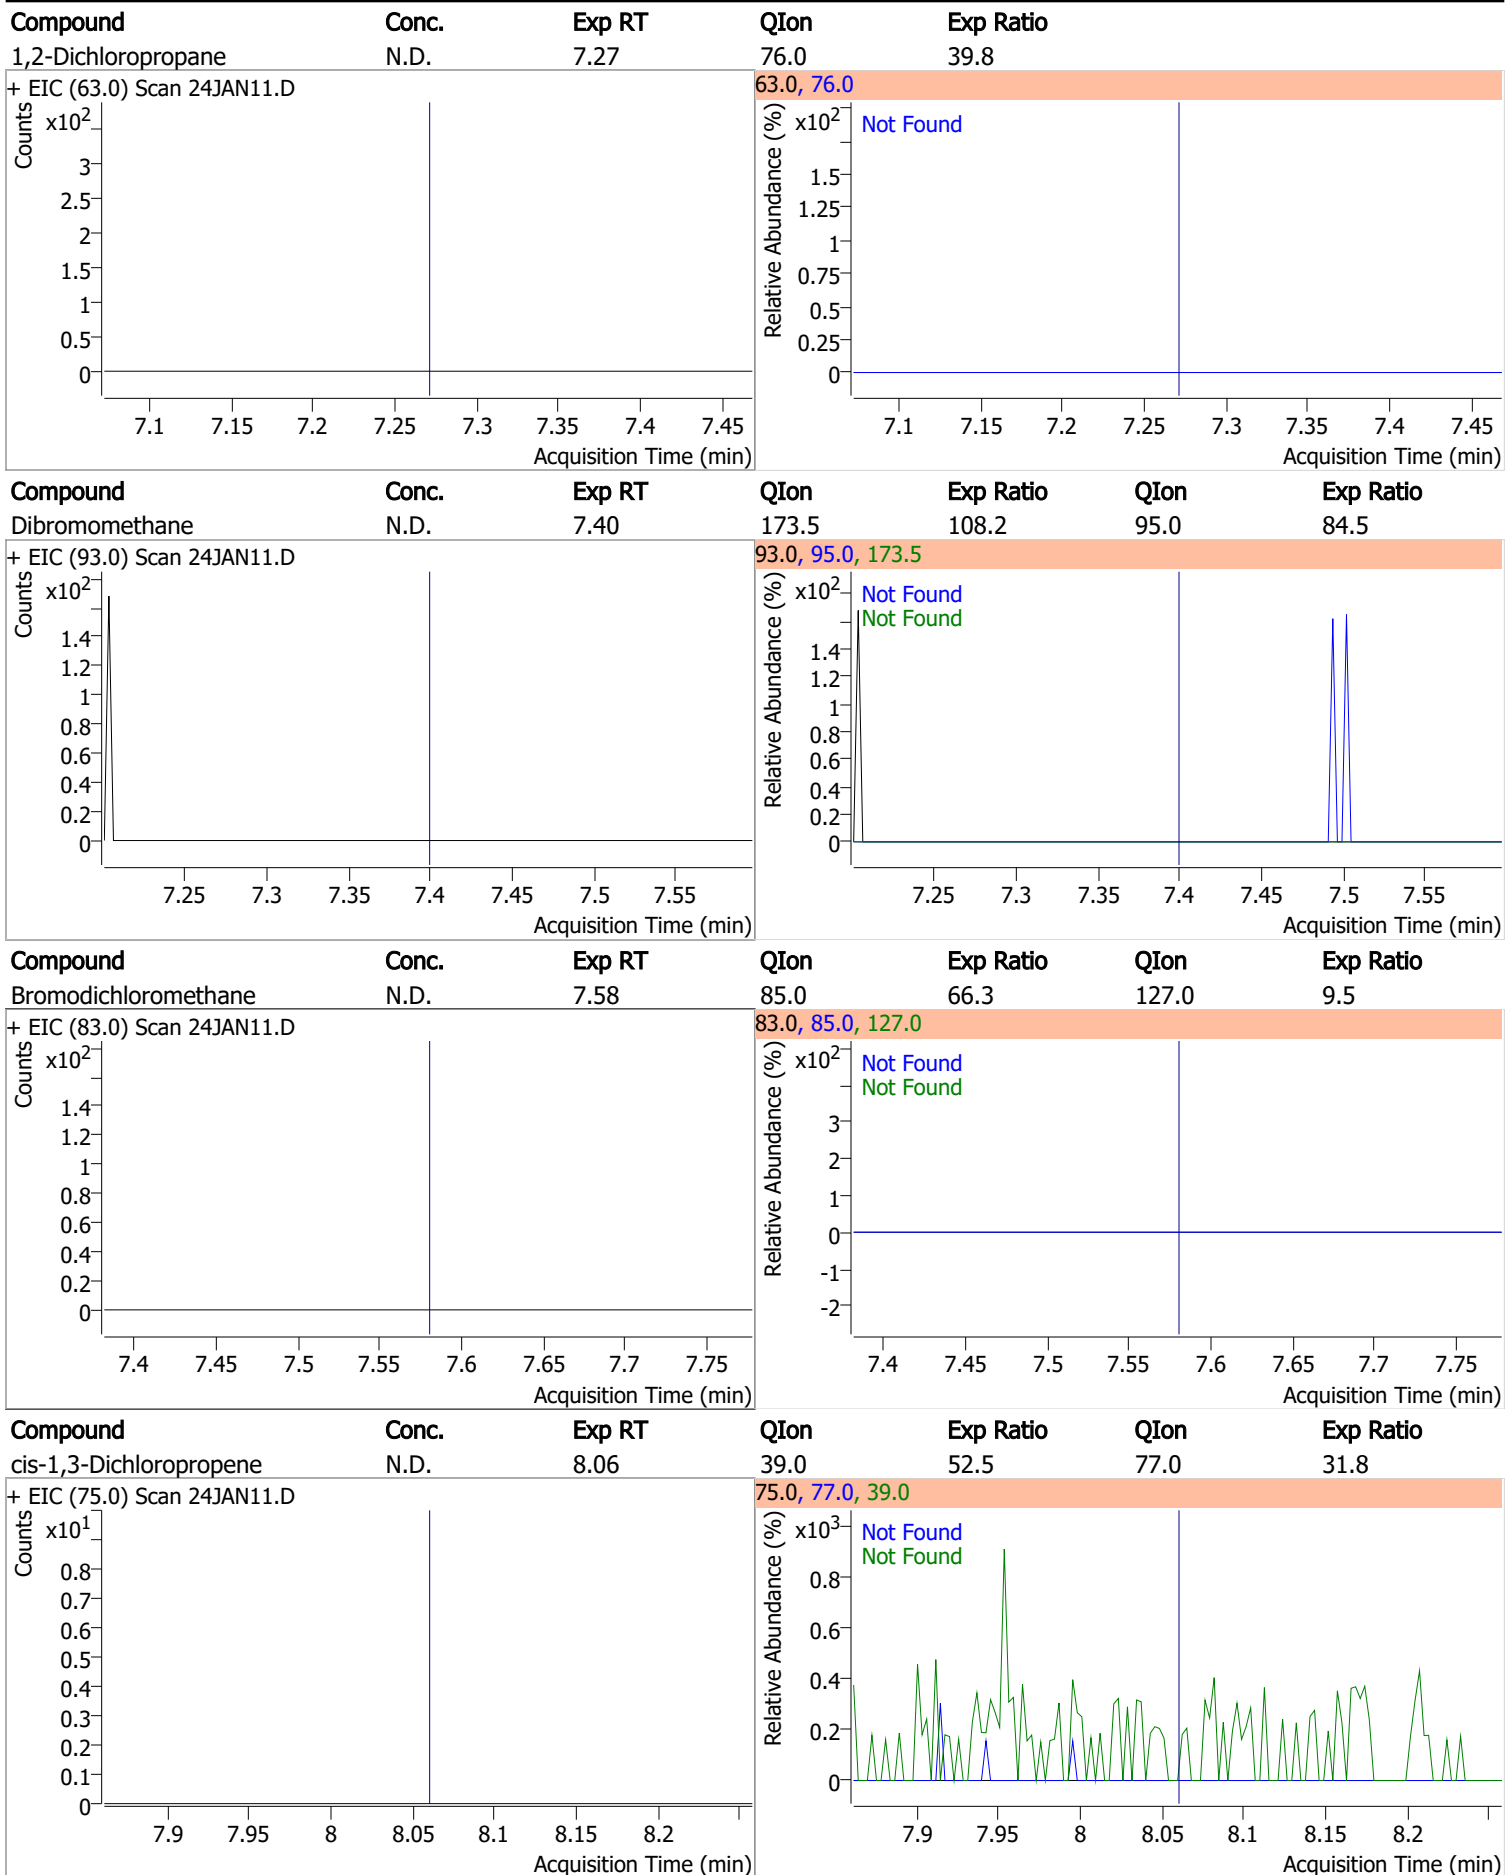 Compound Conc. Exp RT QIon Exp Ratio
1,2-Dichloropropane N.D. 7.27 76.0 39.8
+ EIC (63.0) Scan 24JAN11.D
Counts
x10²
3
2.5
2
1.5
1
0.5
0
7.1 7.15 7.2 7.25 7.3 7.35 7.4 7.45
Acquisition Time (min)
63.0, 76.0
Relative Abundance (%)
x10²
Not Found
1.5
1.25
1
0.75
0.5
0.25
0
7.1 7.15 7.2 7.25 7.3 7.35 7.4 7.45
Acquisition Time (min)
Compound Conc. Exp RT QIon Exp Ratio QIon Exp Ratio
Dibromomethane N.D. 7.40 173.5 108.2 95.0 84.5
+ EIC (93.0) Scan 24JAN11.D
Counts
x10²
1.4
1.2
1
0.8
0.6
0.4
0.2
0
7.25 7.3 7.35 7.4 7.45 7.5 7.55
Acquisition Time (min)
93.0, 95.0, 173.5
Relative Abundance (%)
x10²
Not Found
Not Found
1.4
1.2
1
0.8
0.6
0.4
0.2
0
7.25 7.3 7.35 7.4 7.45 7.5 7.55
Acquisition Time (min)
Compound Conc. Exp RT QIon Exp Ratio QIon Exp Ratio
Bromodichloromethane N.D. 7.58 85.0 66.3 127.0 9.5
+ EIC (83.0) Scan 24JAN11.D
Counts
x10²
1.4
1.2
1
0.8
0.6
0.4
0.2
0
7.4 7.45 7.5 7.55 7.6 7.65 7.7 7.75
Acquisition Time (min)
83.0, 85.0, 127.0
Relative Abundance (%)
x10²
Not Found
Not Found
3
2
1
0
-1
-2
7.4 7.45 7.5 7.55 7.6 7.65 7.7 7.75
Acquisition Time (min)
Compound Conc. Exp RT QIon Exp Ratio QIon Exp Ratio
cis-1,3-Dichloropropene N.D. 8.06 39.0 52.5 77.0 31.8
+ EIC (75.0) Scan 24JAN11.D
Counts
x10¹
0.8
0.7
0.6
0.5
0.4
0.3
0.2
0.1
0
7.9 7.95 8 8.05 8.1 8.15 8.2
Acquisition Time (min)
75.0, 77.0, 39.0
Relative Abundance (%)
x10³
Not Found
Not Found
0.8
0.6
0.4
0.2
0
7.9 7.95 8 8.05 8.1 8.15 8.2
Acquisition Time (min)